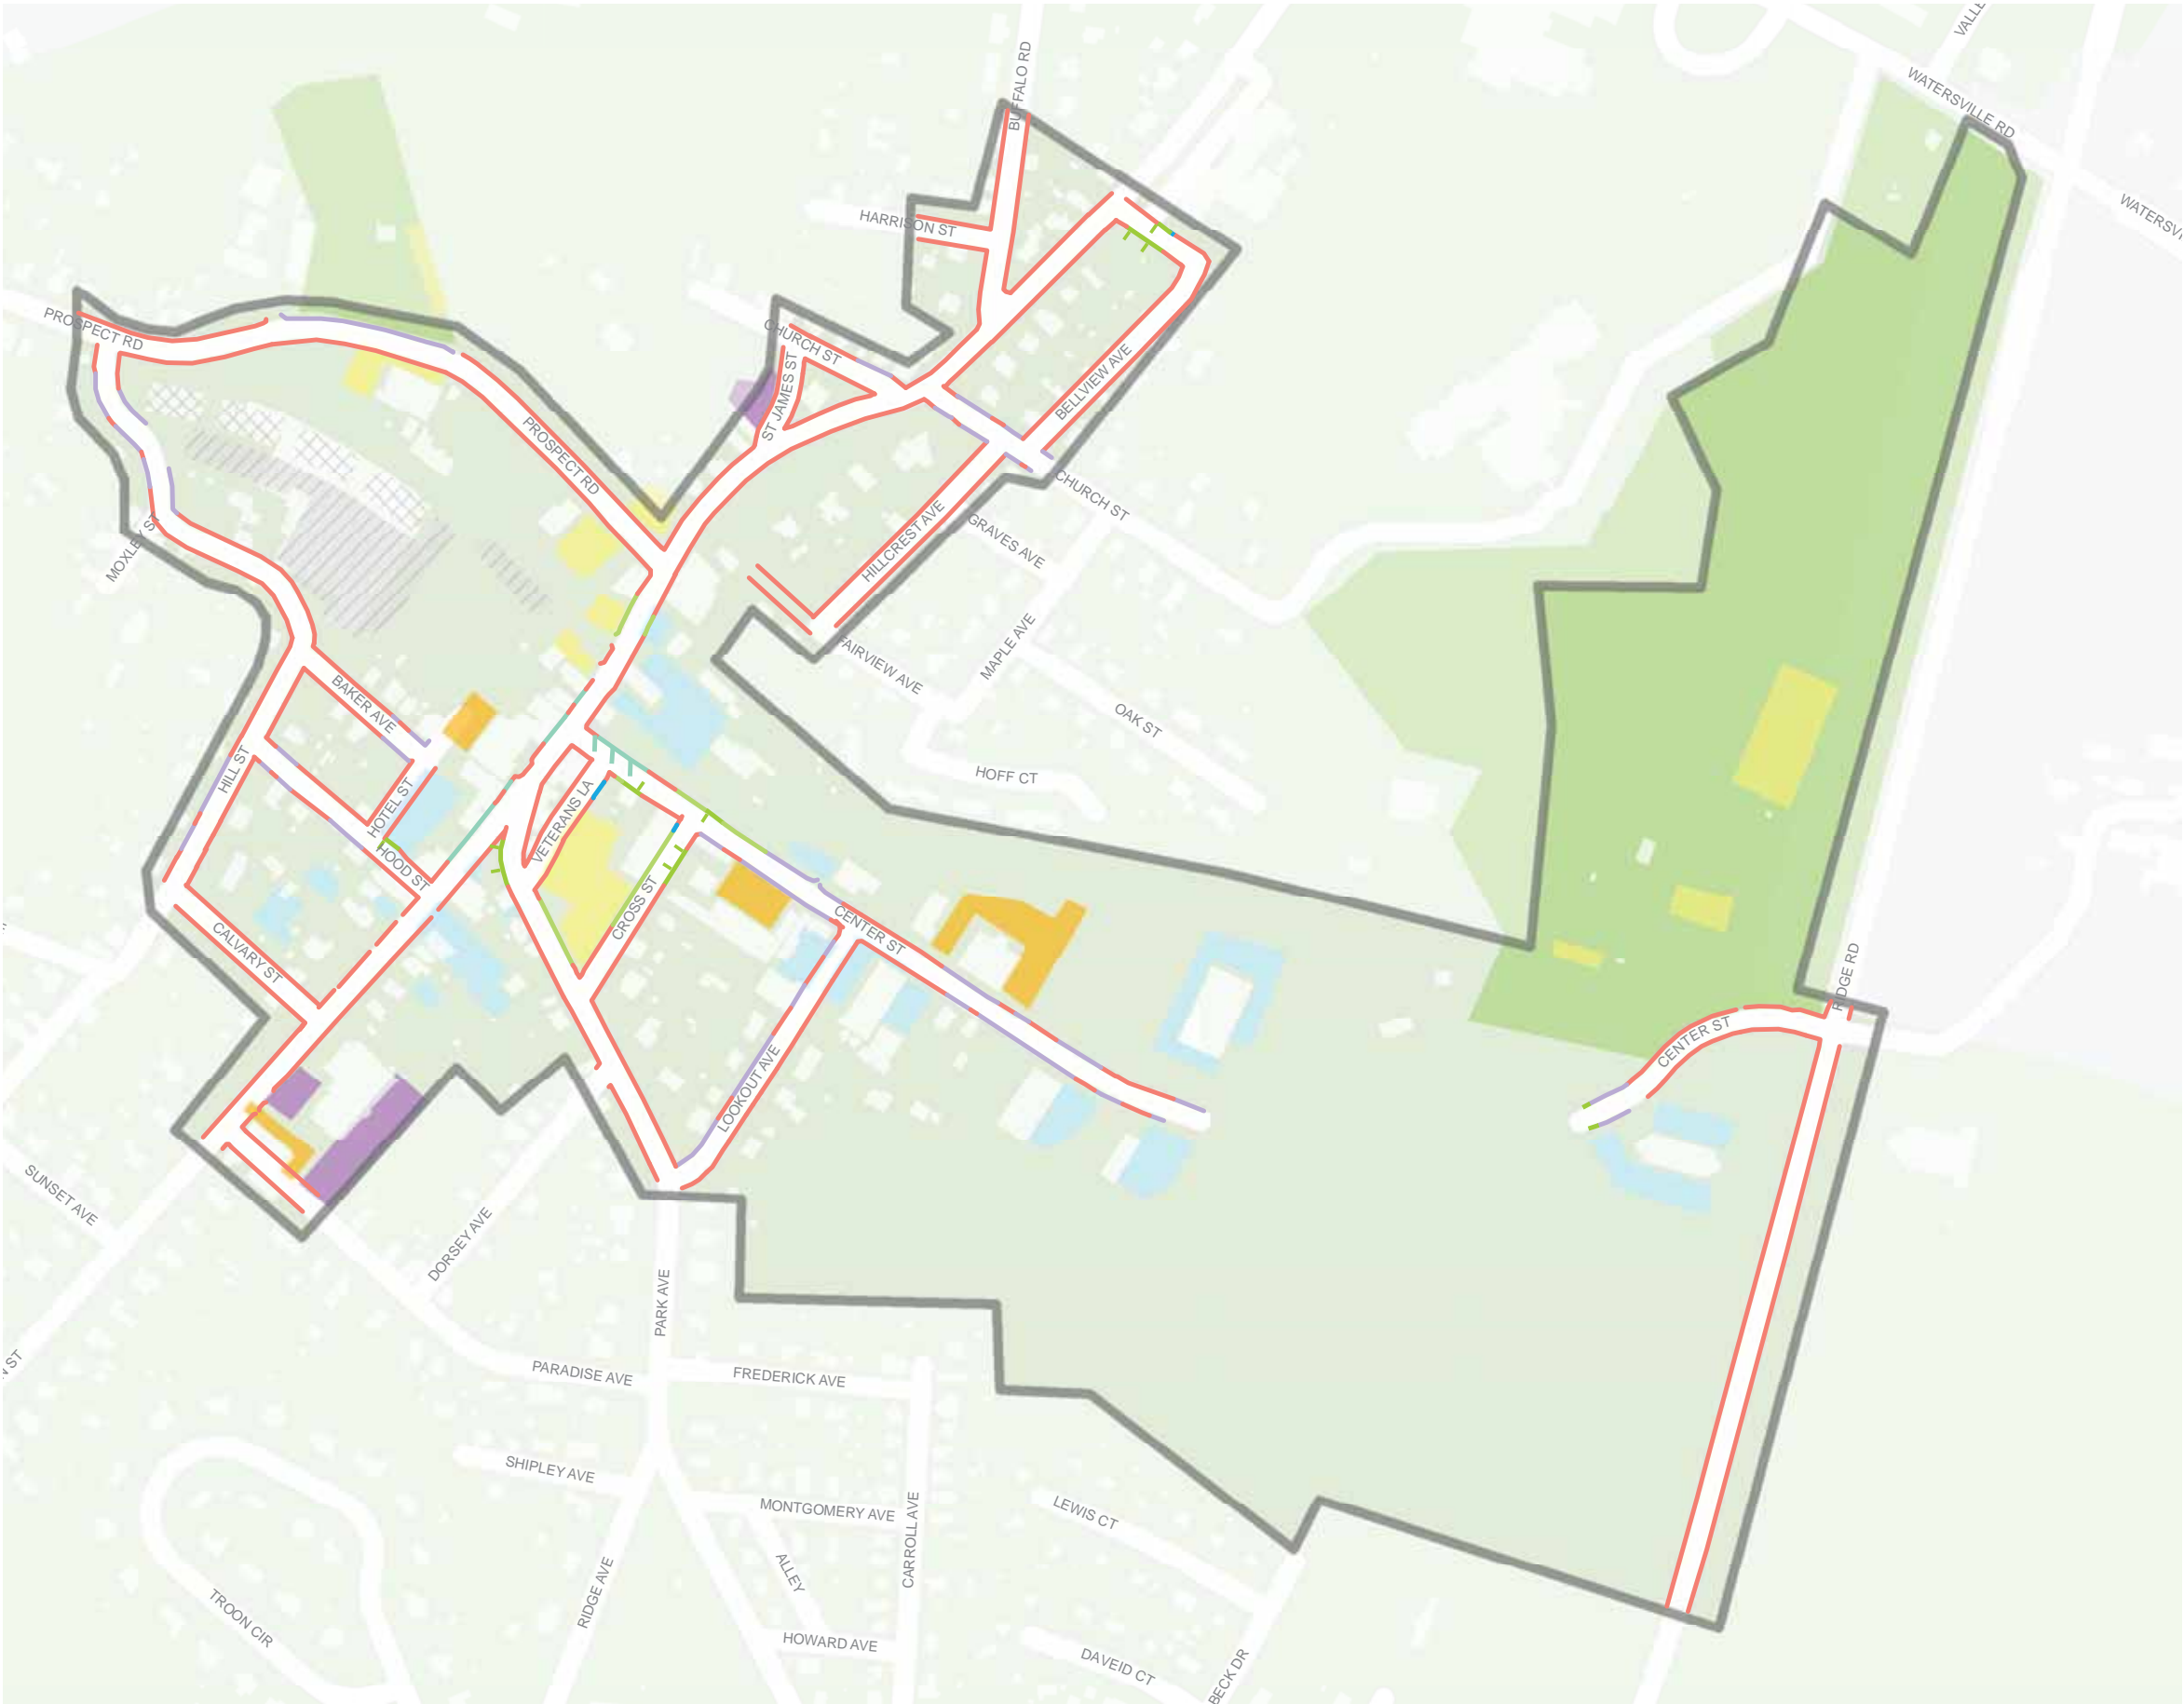 BUFFALO RD
VALLE
WATERSVILLE RD
WATERSVI
HARRISON ST
PROSPECT RD
CHURCH ST
ST JAMES ST
BELLVIEW AVE
PROSPECT RD
CHURCH ST
GRAVES AVE
HILLCREST AVE
MOXLEY ST
FAIRVIEW AVE
MAPLE AVE
OAK ST
BAKER AVE
HILL ST
HOTEL ST
HOFF CT
VETERANS LA
HOOD ST
CROSS ST
CENTER ST
CALVARY ST
RIDGE RD
CENTER ST
LOOKOUT AVE
SUNSET AVE
DORSEY AVE
PARK AVE
N ST
PARADISE AVE
FREDERICK AVE
SHIPLEY AVE
MONTGOMERY AVE
LEWIS CT
CARROLL AVE
ALLEY
RIDGE AVE
TROON CIR
HOWARD AVE
DAVEID CT
BECK DR